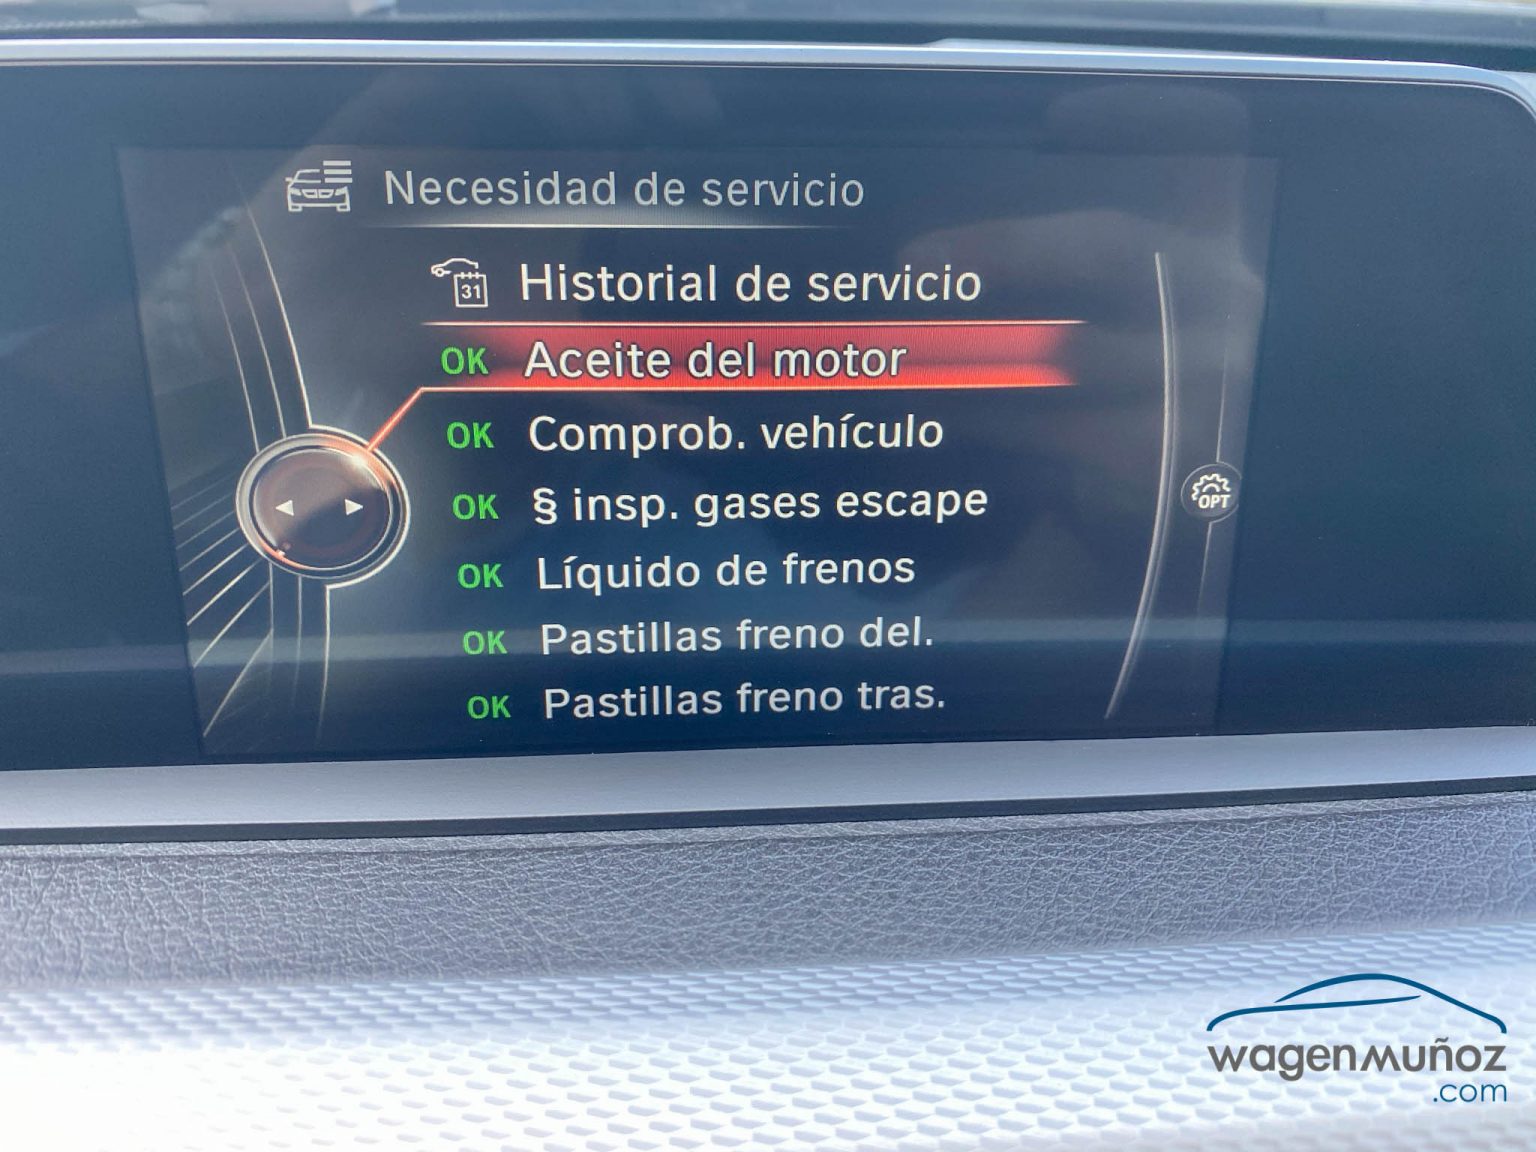 Necesidad de servicio
31 Historial de servicio
OK Aceite del motor
OK Comprob. vehículo
OK § insp. gases escape
OPT
OK Líquido de frenos
OK Pastillas freno del.
OK Pastillas freno tras.
wagenmuñoz
.com